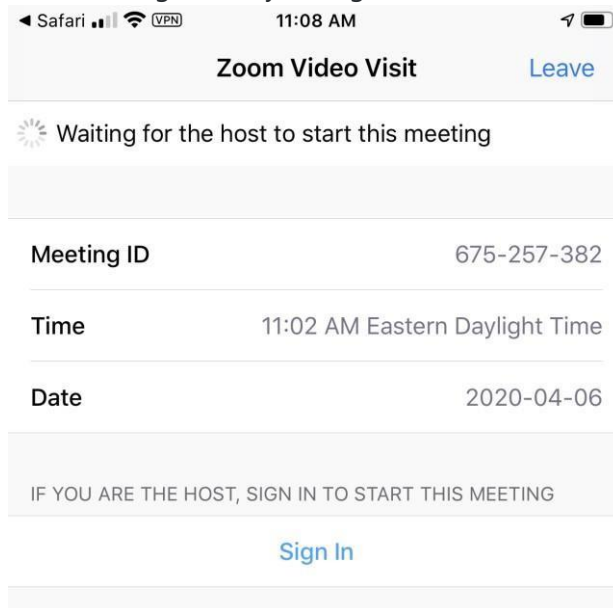 ◀ Safari VPN 11:08 AM
Zoom Video Visit Leave
Waiting for the host to start this meeting
Meeting ID 675-257-382
Time 11:02 AM Eastern Daylight Time
Date 2020-04-06
IF YOU ARE THE HOST, SIGN IN TO START THIS MEETING
Sign In